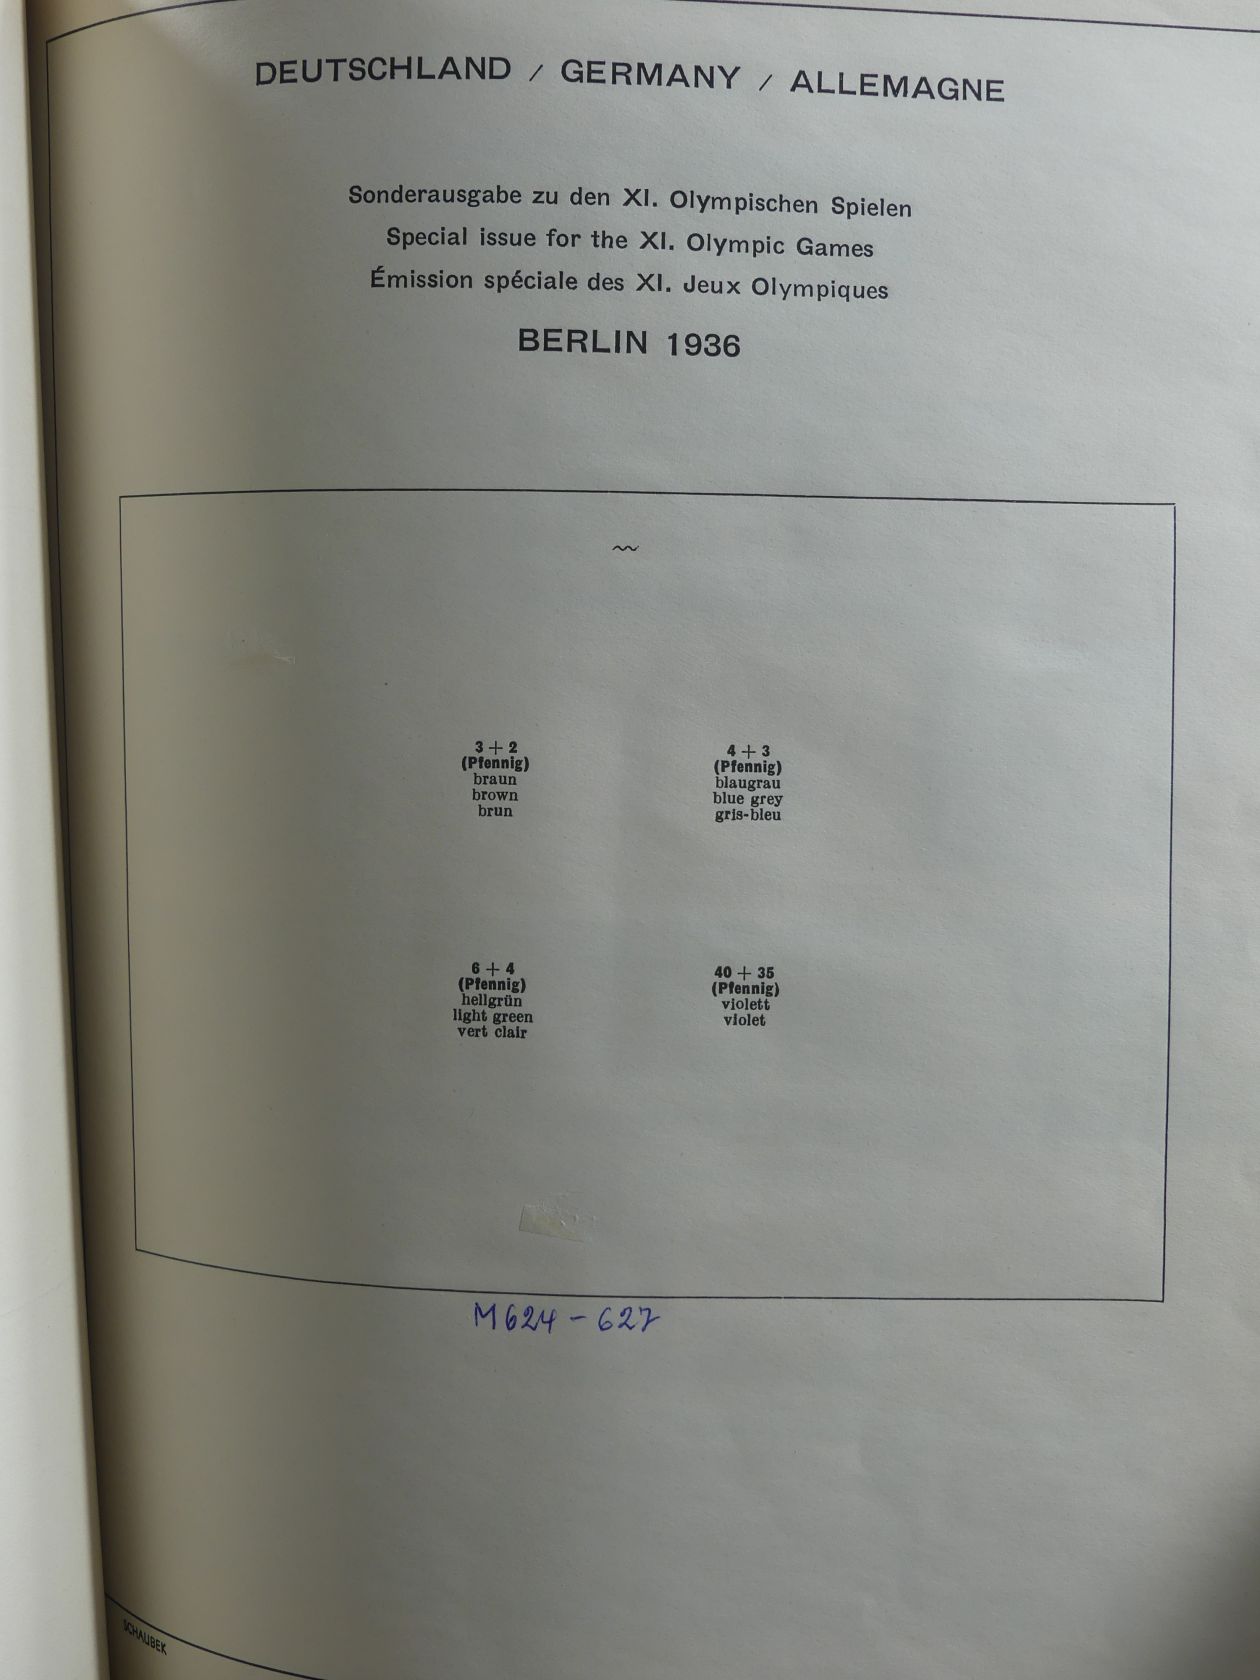 DEUTSCHLAND / GERMANY / ALLEMAGNE
Sonderausgabe zu den XI. Olympischen Spielen
Special issue for the XI. Olympic Games
Émission spéciale des XI. Jeux Olympiques
BERLIN 1936
3 + 2
(Pfennig)
braun
brown
brun
4 + 3
(Pfennig)
blaugrau
blue grey
gris-bleu
6 + 4
(Pfennig)
hellgrün
light green
vert clair
40 + 35
(Pfennig)
violett
violet
M624 - 627
SCHAUBEK